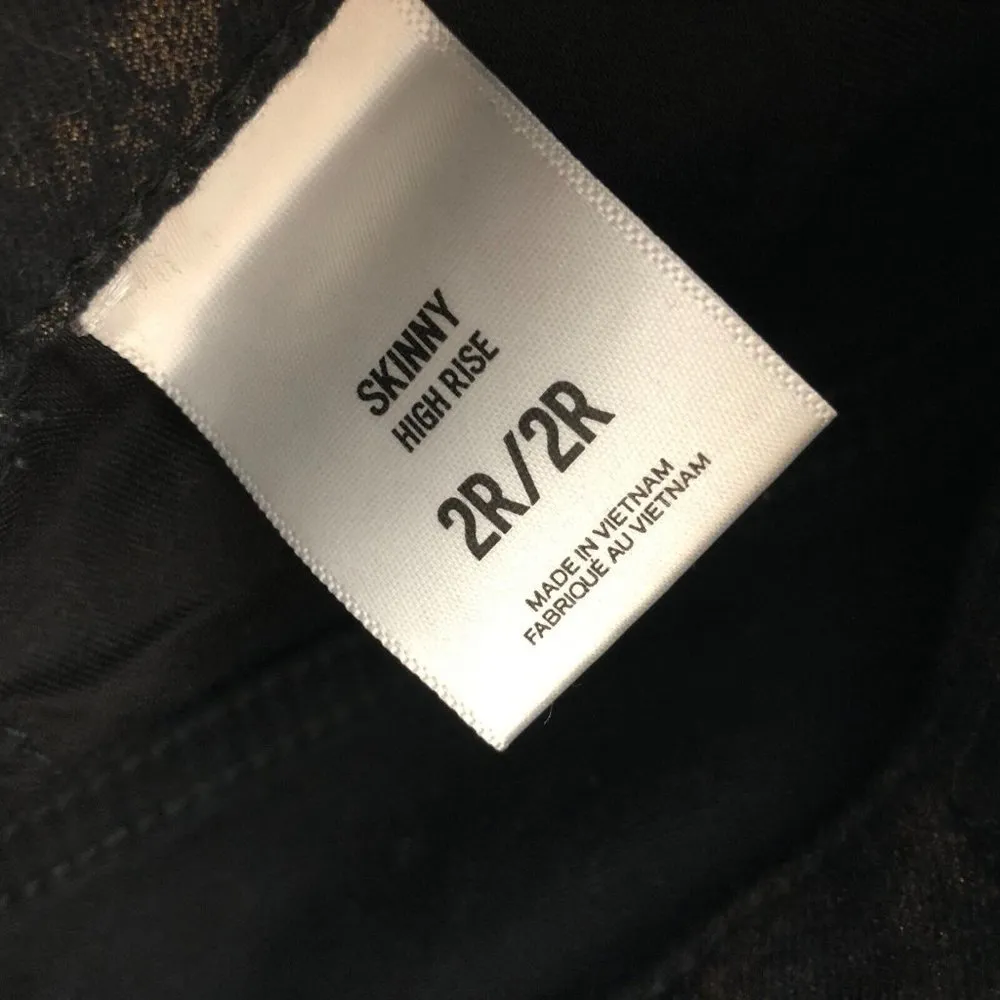 SKINNY
HIGH RISE
2R/2R
MADE IN VIETNAM
FABRIQUÉ AU VIETNAM